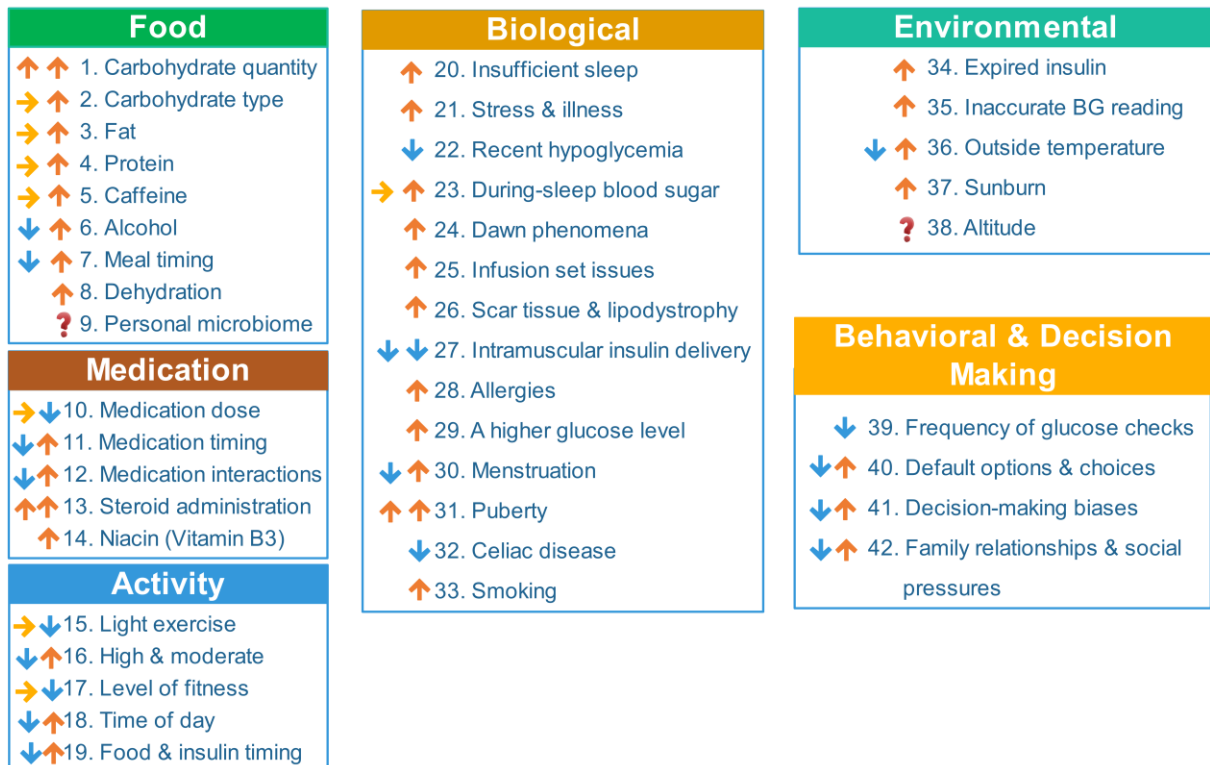 Food
1. Carbohydrate quantity
2. Carbohydrate type
3. Fat
4. Protein
5. Caffeine
6. Alcohol
7. Meal timing
8. Dehydration
? 9. Personal microbiome
Medication
10. Medication dose
11. Medication timing
12. Medication interactions
13. Steroid administration
14. Niacin (Vitamin B3)
Activity
15. Light exercise
16. High & moderate
17. Level of fitness
18. Time of day
19. Food & insulin timing
Biological
20. Insufficient sleep
21. Stress & illness
22. Recent hypoglycemia
23. During-sleep blood sugar
24. Dawn phenomena
25. Infusion set issues
26. Scar tissue & lipodystrophy
27. Intramuscular insulin delivery
28. Allergies
29. A higher glucose level
30. Menstruation
31. Puberty
32. Celiac disease
33. Smoking
Environmental
34. Expired insulin
35. Inaccurate BG reading
36. Outside temperature
37. Sunburn
? 38. Altitude
Behavioral & Decision
Making
39. Frequency of glucose checks
40. Default options & choices
41. Decision-making biases
42. Family relationships & social
pressures